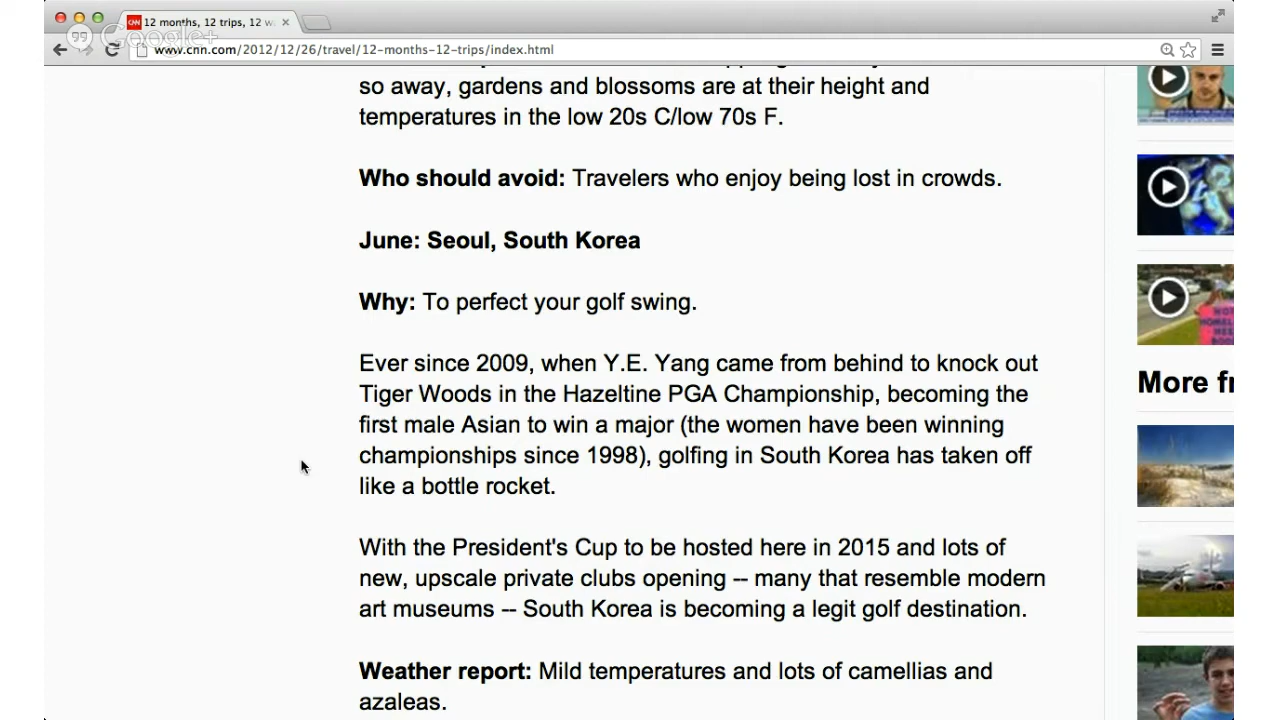 12 months, 12 trips, 12 w
Google+
www.cnn.com/2012/12/26/travel/12-months-12-trips/index.html
so away, gardens and blossoms are at their height and
temperatures in the low 20s C/low 70s F.
Who should avoid: Travelers who enjoy being lost in crowds.
June: Seoul, South Korea
Why: To perfect your golf swing.
Ever since 2009, when Y.E. Yang came from behind to knock out
Tiger Woods in the Hazeltine PGA Championship, becoming the
first male Asian to win a major (the women have been winning
championships since 1998), golfing in South Korea has taken off
like a bottle rocket.
With the President's Cup to be hosted here in 2015 and lots of
new, upscale private clubs opening -- many that resemble modern
art museums -- South Korea is becoming a legit golf destination.
Weather report: Mild temperatures and lots of camellias and
azaleas.
More fr